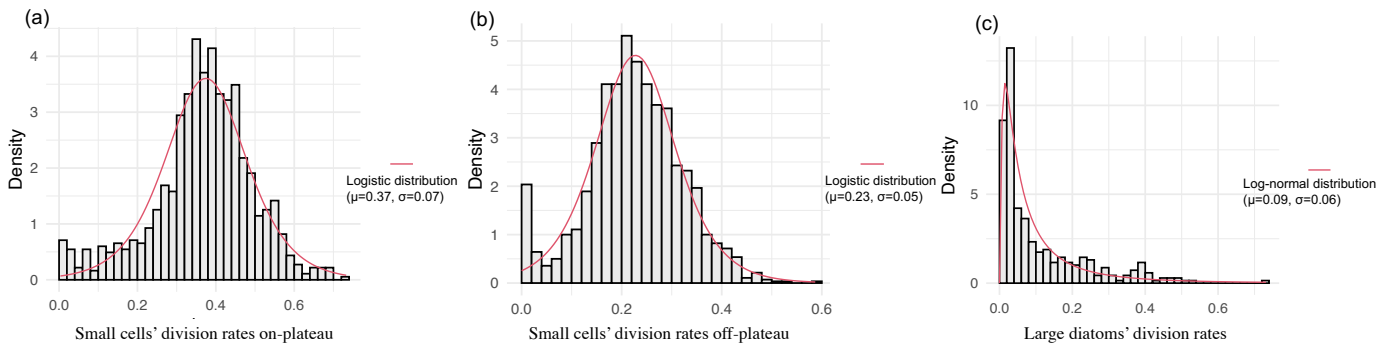 (a)
Density
4
3
2
1
0
0.0 0.2 0.4 0.6
Small cells' division rates on-plateau
Logistic distribution
(μ=0.37, σ=0.07)
(b)
Density
5
4
3
2
1
0
0.0 0.2 0.4 0.6
Small cells' division rates off-plateau
Logistic distribution
(μ=0.23, σ=0.05)
(c)
Density
10
5
0
0.0 0.2 0.4 0.6
Large diatoms' division rates
Log-normal distribution
(μ=0.09, σ=0.06)